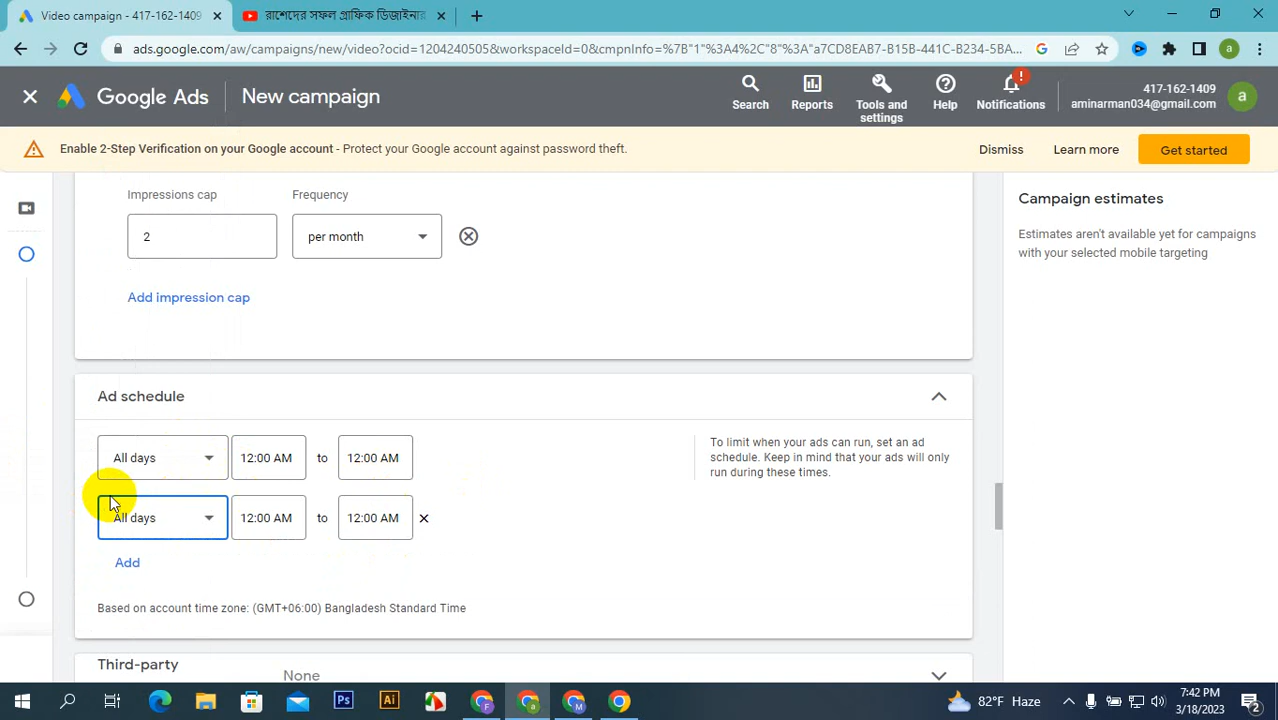 Video campaign - 417-162-1409
রাশেদের সফল গ্রাফিক ডিজাইনার
ads.google.com/aw/campaigns/new/video?ocid=1204240505&workspaceId=0&cmpnInfo=%7B"1"%3A4%2C"8"%3A"a7CD8EAB7-B15B-441C-B234-5BA...
a
Google Ads
New campaign
Search
Reports
Tools and settings
Help
Notifications
417-162-1409
aminarman034@gmail.com
a
Enable 2-Step Verification on your Google account - Protect your Google account against password theft.
Dismiss
Learn more
Get started
Impressions cap
Frequency
2
per month
Add impression cap
Campaign estimates
Estimates aren't available yet for campaigns
with your selected mobile targeting
Ad schedule
All days 12:00 AM to 12:00 AM
To limit when your ads can run, set an ad
schedule. Keep in mind that your ads will only
run during these times.
All days 12:00 AM to 12:00 AM
Add
Based on account time zone: (GMT+06:00) Bangladesh Standard Time
Third-party
None
Ps
Ai
F
a
M
82°F Haze
7:42 PM
3/18/2023
2